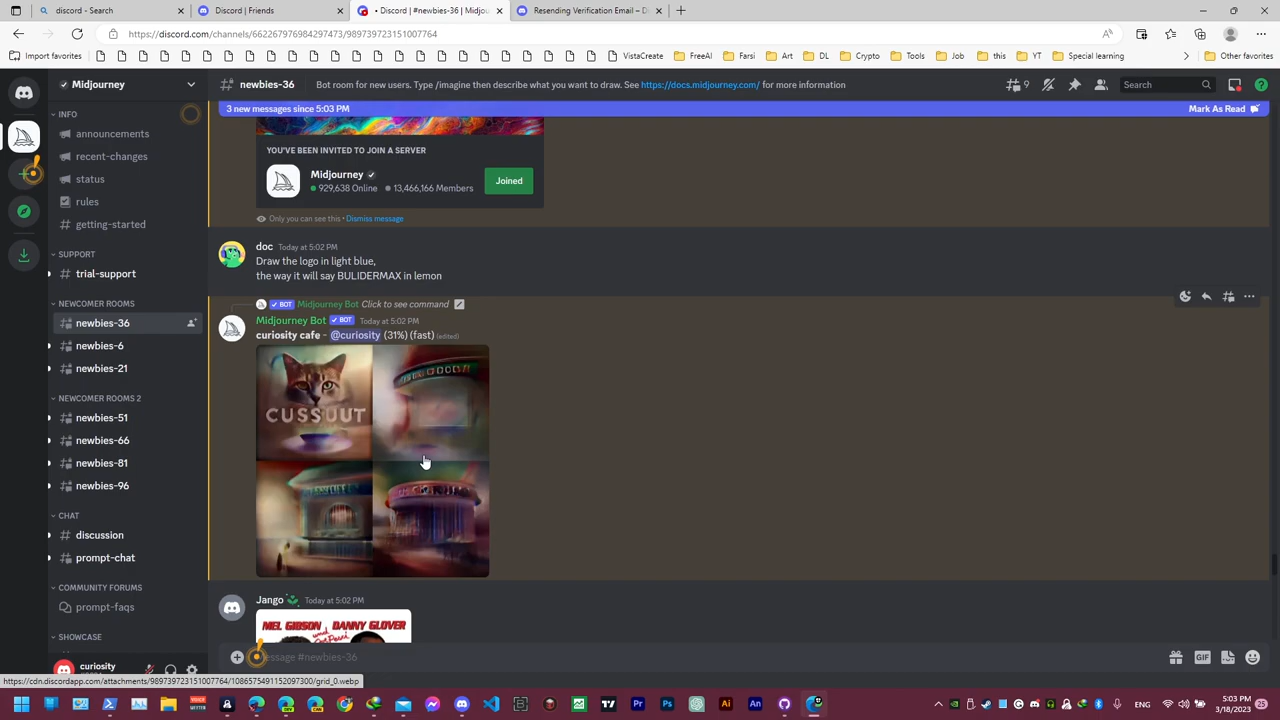 discord - Search
Discord | Friends
• Discord | #newbies-36 | Midjou
Resending Verification Email – Di
https://discord.com/channels/662267976984297473/989739723151007764
Import favorites
VistaCreate
FreeAI
Farsi
Art
DL
Crypto
Tools
Job
this
YT
Special learning
Other favorites
Midjourney
newbies-36
Bot room for new users. Type /imagine then describe what you want to draw. See https://docs.midjourney.com/ for more information
9
Search
3 new messages since 5:03 PM
Mark As Read
INFO
announcements
recent-changes
status
rules
getting-started
SUPPORT
trial-support
NEWCOMER ROOMS
newbies-36
newbies-6
newbies-21
NEWCOMER ROOMS 2
newbies-51
newbies-66
newbies-81
newbies-96
CHAT
discussion
prompt-chat
COMMUNITY FORUMS
prompt-faqs
SHOWCASE
curiosity
YOU'VE BEEN INVITED TO JOIN A SERVER
Midjourney
929,638 Online
13,466,166 Members
Joined
Only you can see this • Dismiss message
doc Today at 5:02 PM
Draw the logo in light blue,
the way it will say BULIDERMAX in lemon
BOT Midjourney Bot Click to see command
Midjourney Bot BOT Today at 5:02 PM
curiosity cafe - @curiosity (31%) (fast) (edited)
CUSSOUT
Jango Today at 5:02 PM
MEL GIBSON and DANNY GLOVER
Message #newbies-36
GIF
https://cdn.discordapp.com/attachments/989739723151007764/1086575491152097300/grid_0.webp
ENG
5:03 PM
3/18/2023